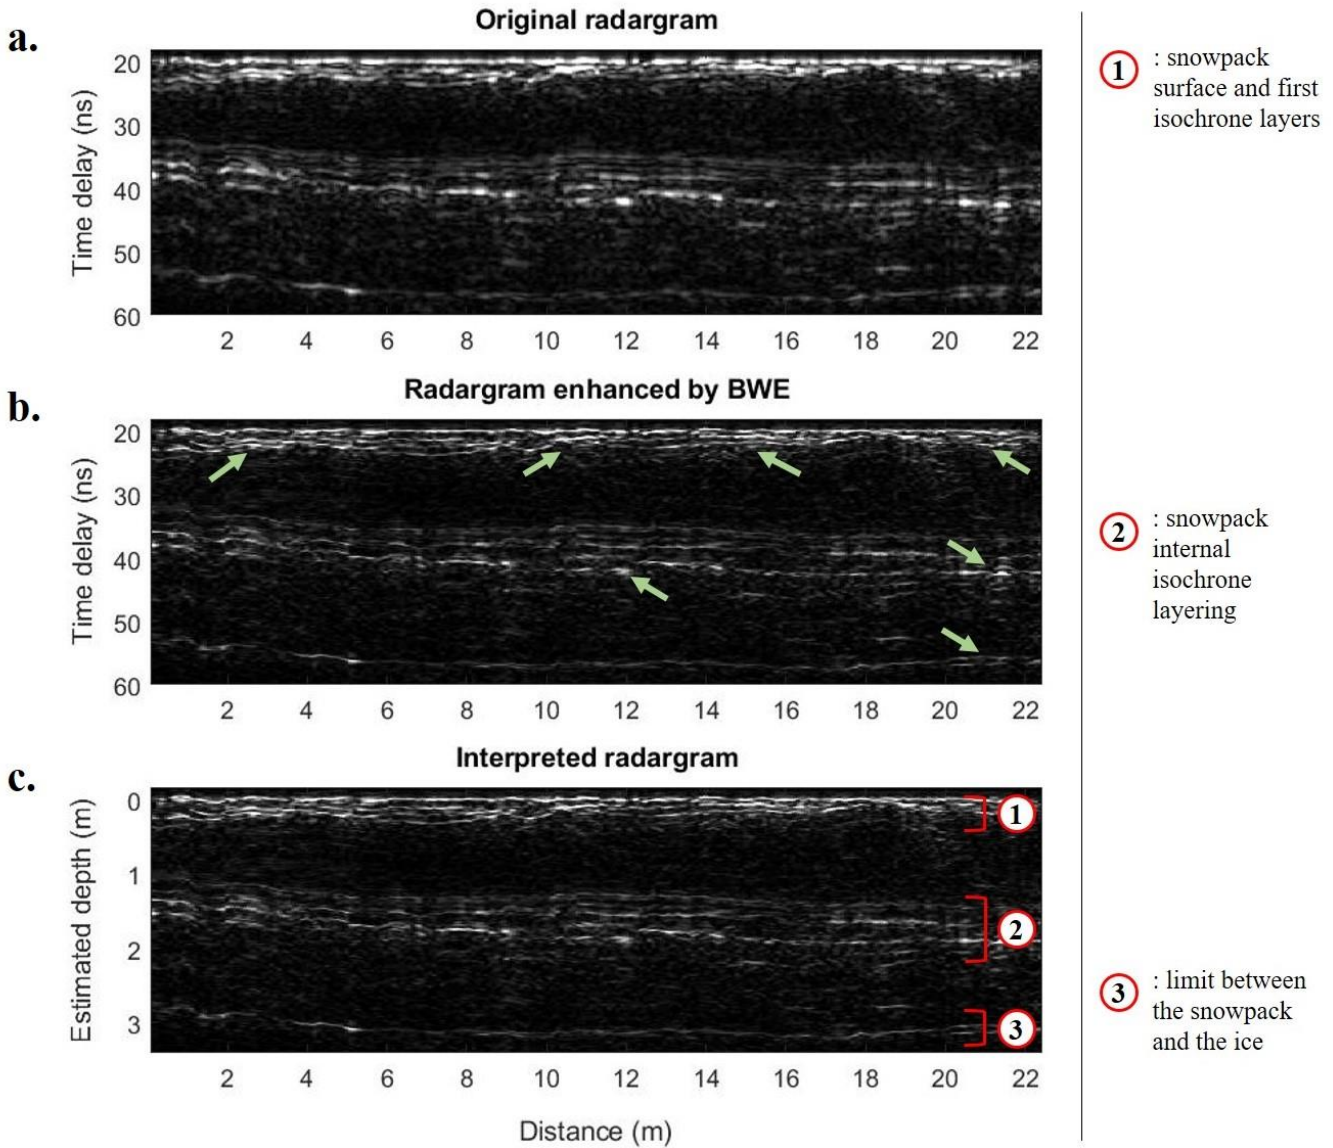 a.
Original radargram
Time delay (ns)
20
30
40
50
60
2 4 6 8 10 12 14 16 18 20 22
1 : snowpack
surface and first
isochrone layers
b.
Radargram enhanced by BWE
Time delay (ns)
20
30
40
50
60
2 4 6 8 10 12 14 16 18 20 22
2 : snowpack
internal
isochrone
layering
c.
Interpreted radargram
Estimated depth (m)
0
1
2
3
1
2
3
2 4 6 8 10 12 14 16 18 20 22
Distance (m)
3 : limit between
the snowpack
and the ice